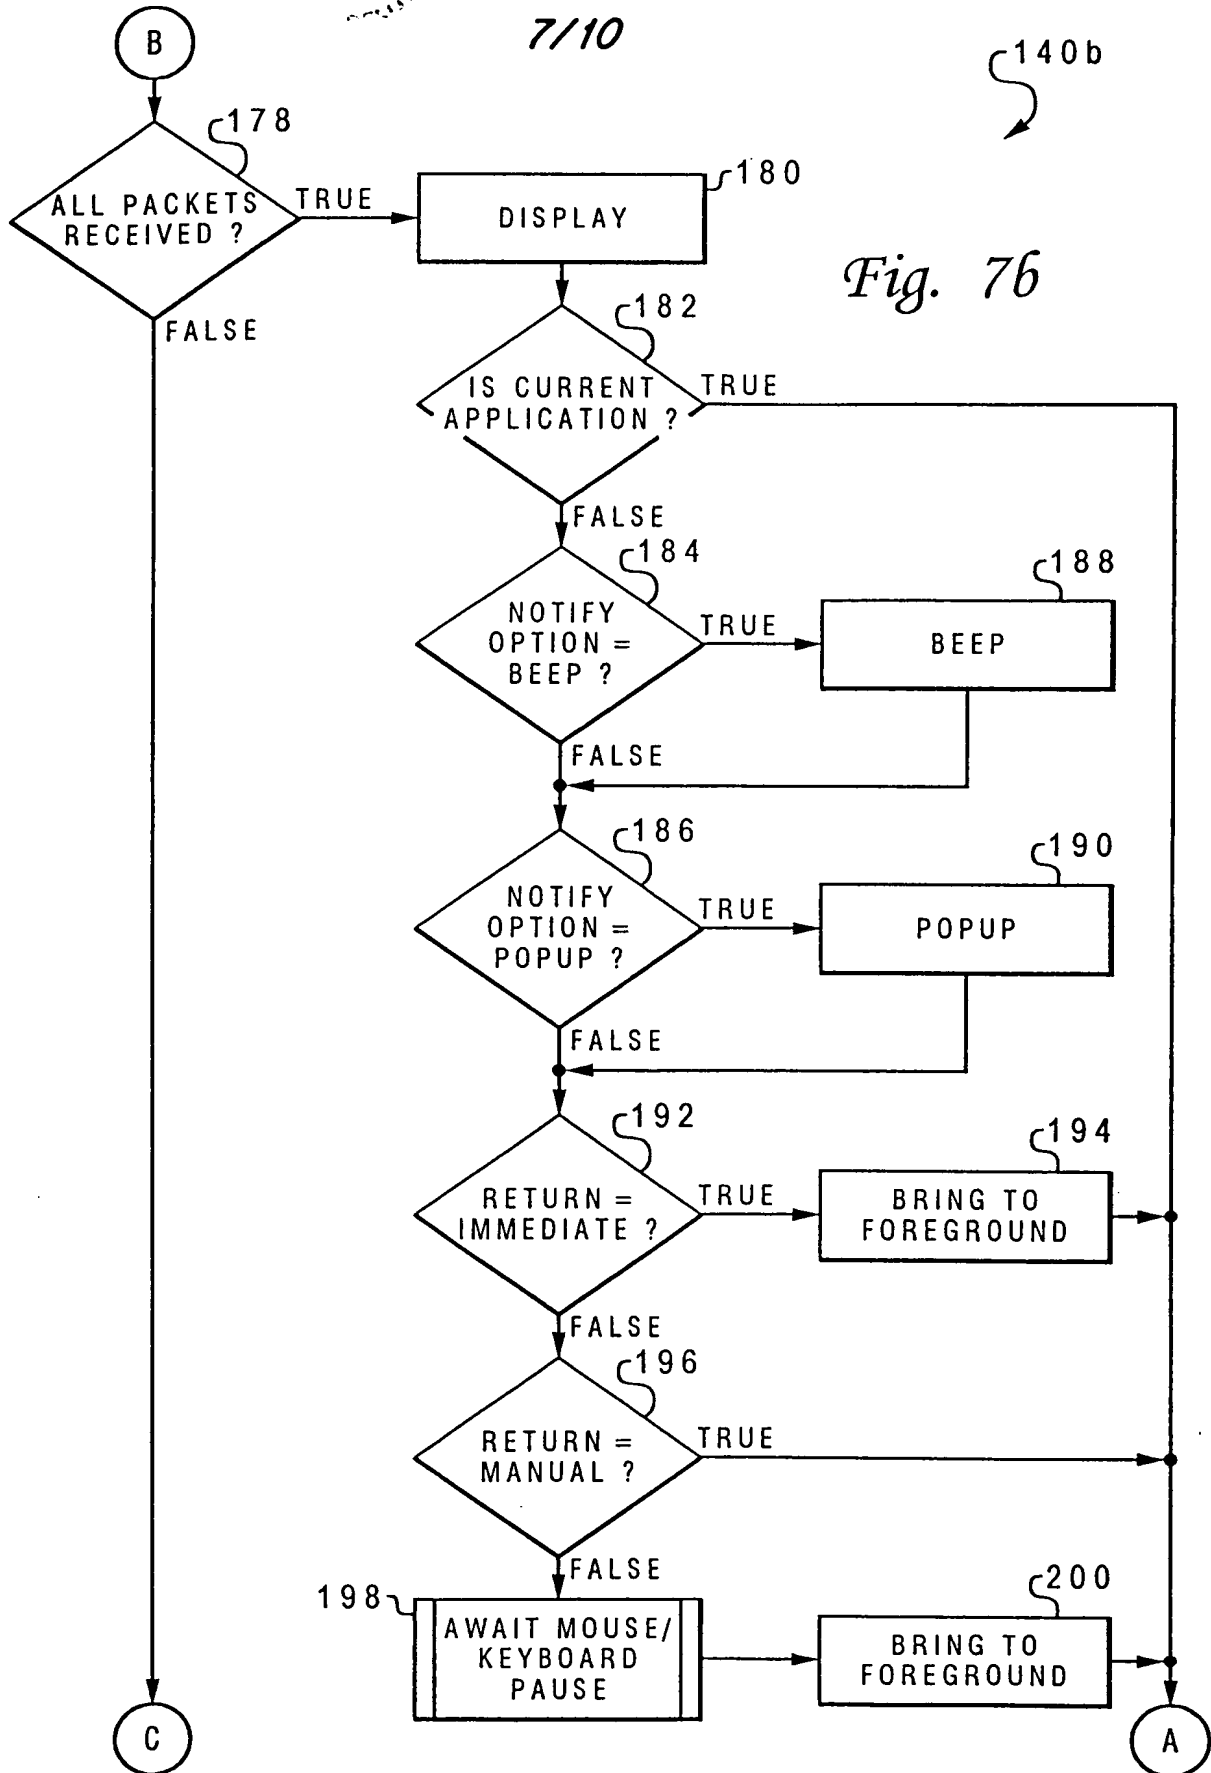 7/10
140b
B
178
ALL PACKETS
RECEIVED ?
TRUE
FALSE
180
DISPLAY
Fig. 7b
182
IS CURRENT
APPLICATION ?
TRUE
FALSE
184
NOTIFY
OPTION =
BEEP ?
TRUE
188
BEEP
FALSE
186
NOTIFY
OPTION =
POPUP ?
TRUE
190
POPUP
FALSE
192
RETURN =
IMMEDIATE ?
TRUE
194
BRING TO
FOREGROUND
FALSE
196
RETURN =
MANUAL ?
TRUE
FALSE
198
AWAIT MOUSE/
KEYBOARD
PAUSE
200
BRING TO
FOREGROUND
C
A